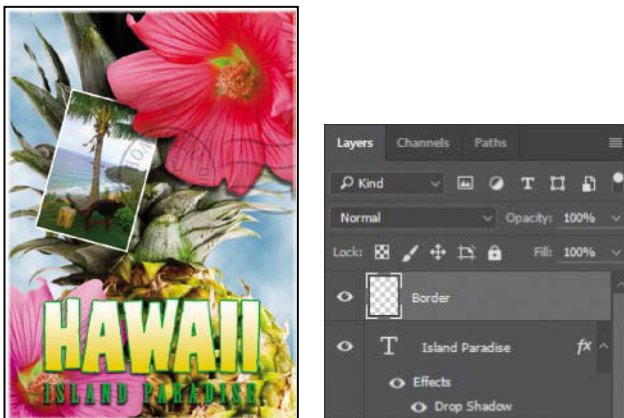 HAWAII
ISLAND PARADISE
Layers Channels Paths
Kind
Normal Opacity: 100%
Lock: Fill: 100%
Border
T Island Paradise fx
Effects
Drop Shadow